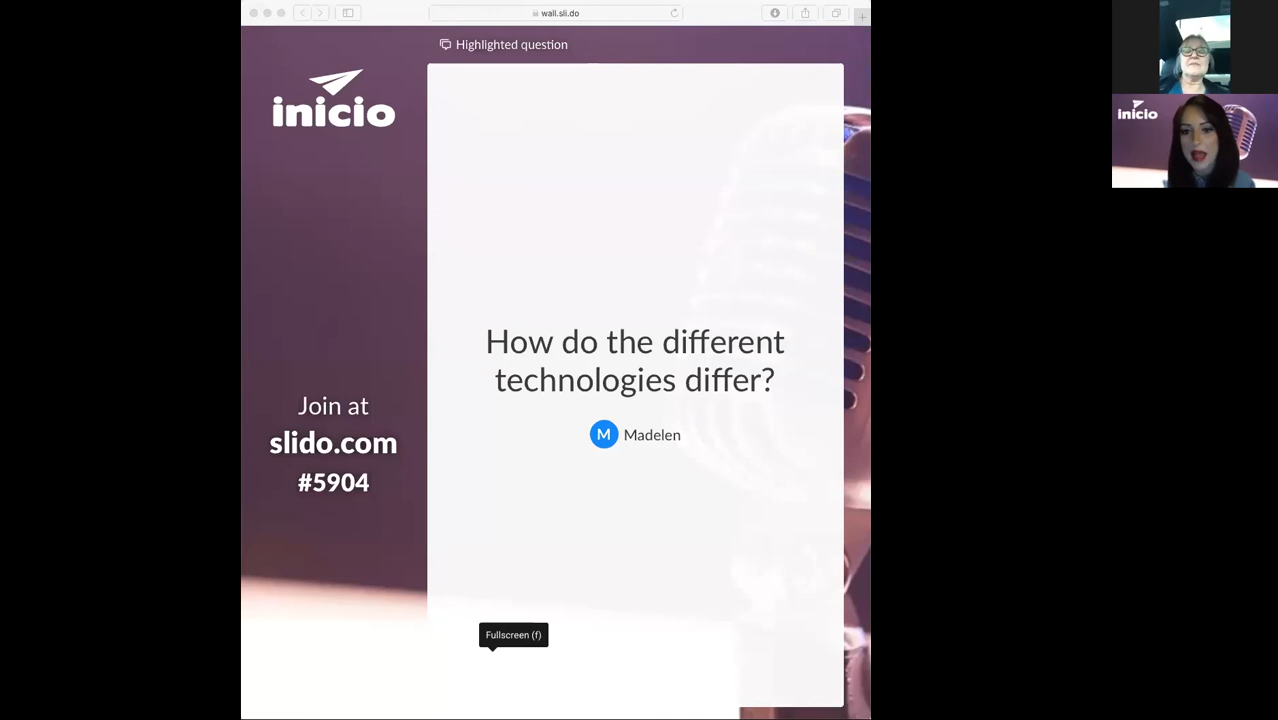 wall.sli.do
Highlighted question
inicio
How do the different
technologies differ?
M Madelen
Join at
slido.com
#5904
Fullscreen (f)
inicio